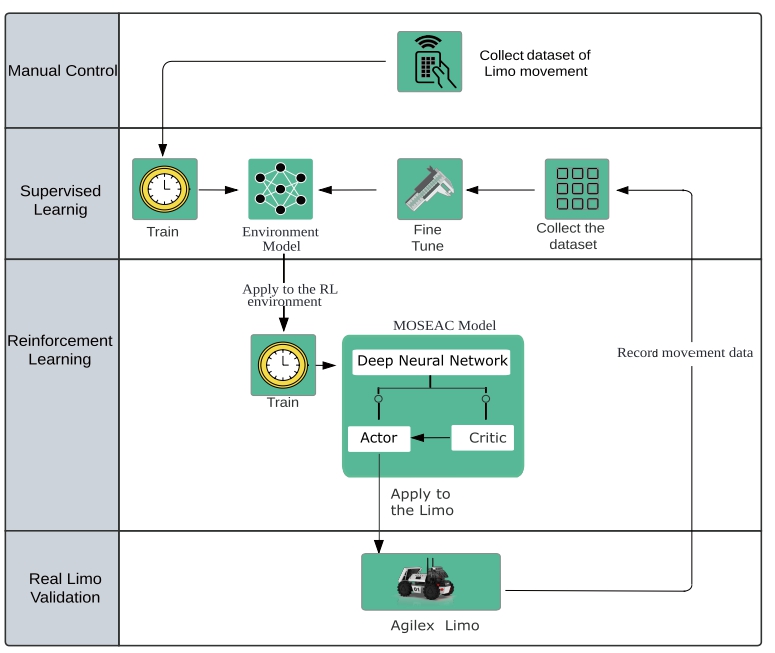 Manual Control
Collect dataset of
Limo movement
Supervised
Learnig
Train
Environment
Model
Fine
Tune
Collect the
dataset
Apply to the RL
environment
Reinforcement
Learning
Train
MOSEAC Model
Deep Neural Network
Actor
Critic
Record movement data
Apply to
the Limo
Real Limo
Validation
Agilex Limo